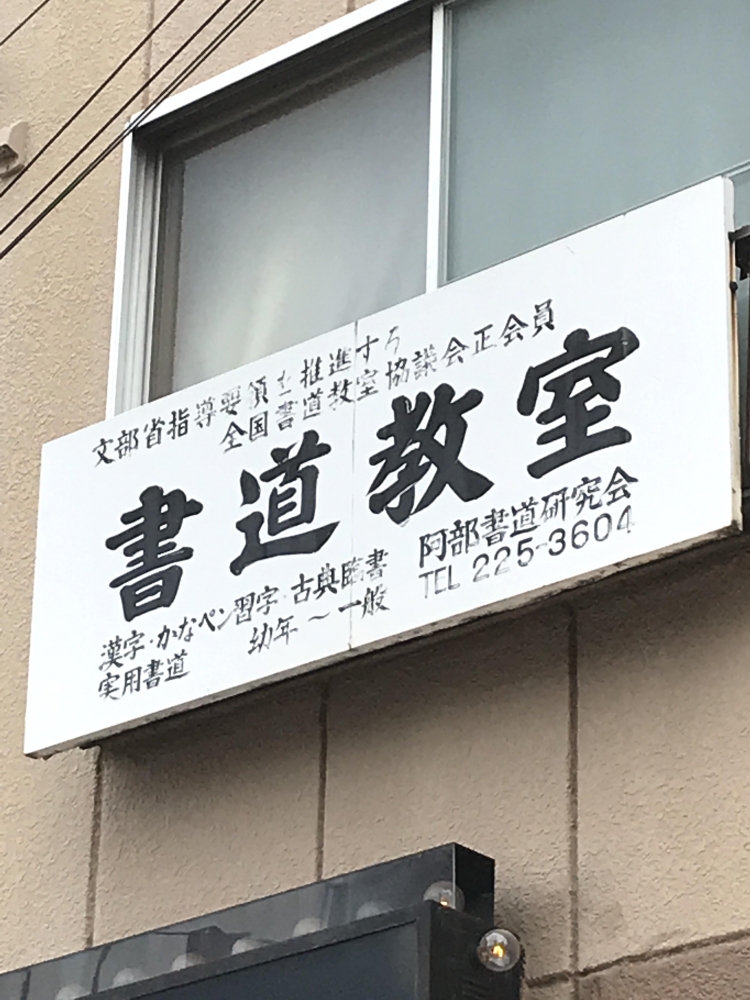 文部省指導要領を推進する
全国書道教室協議会正会員
書道教室
漢字・かなペン習字・古典臨書
実用書道 幼年～一般
阿部書道研究会
TEL 225-3604